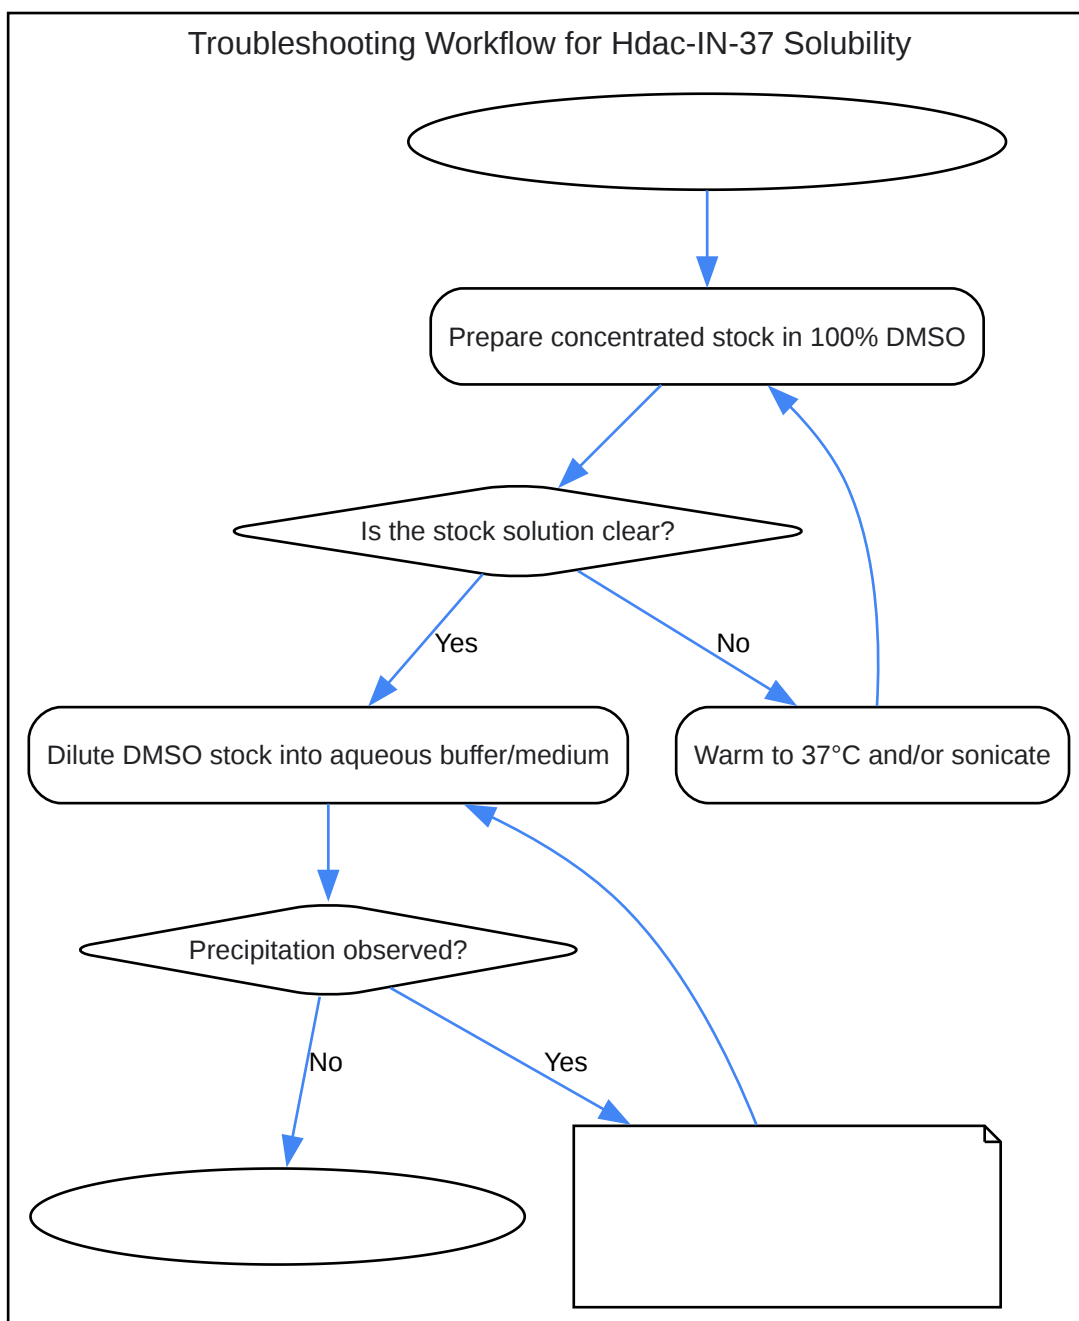 Troubleshooting Workflow for Hdac-IN-37 Solubility
Prepare concentrated stock in 100% DMSO
Is the stock solution clear?
Yes
No
Dilute DMSO stock into aqueous buffer/medium
Warm to 37°C and/or sonicate
Precipitation observed?
No
Yes